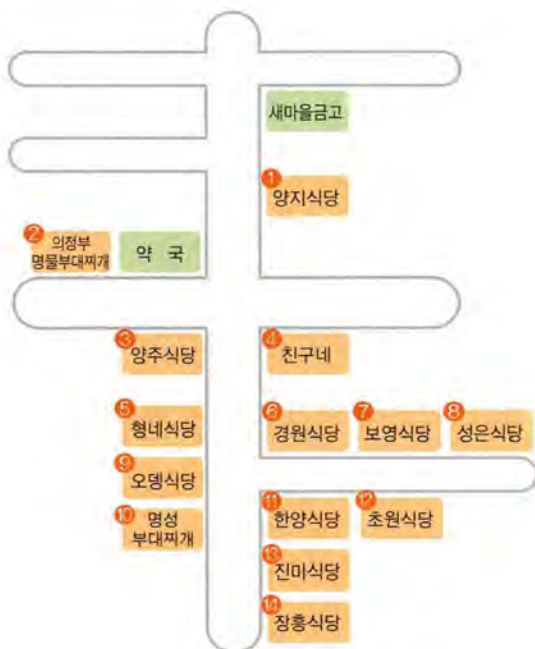 새마을금고
1
양지식당
2
의정부
명물부대찌개
약 국
3
양주식당
4
친구네
5
형네식당
6
경원식당
7
보영식당
8
성은식당
9
오뎅식당
10
명성
부대찌개
11
한양식당
12
초원식당
13
진미식당
14
장흥식당